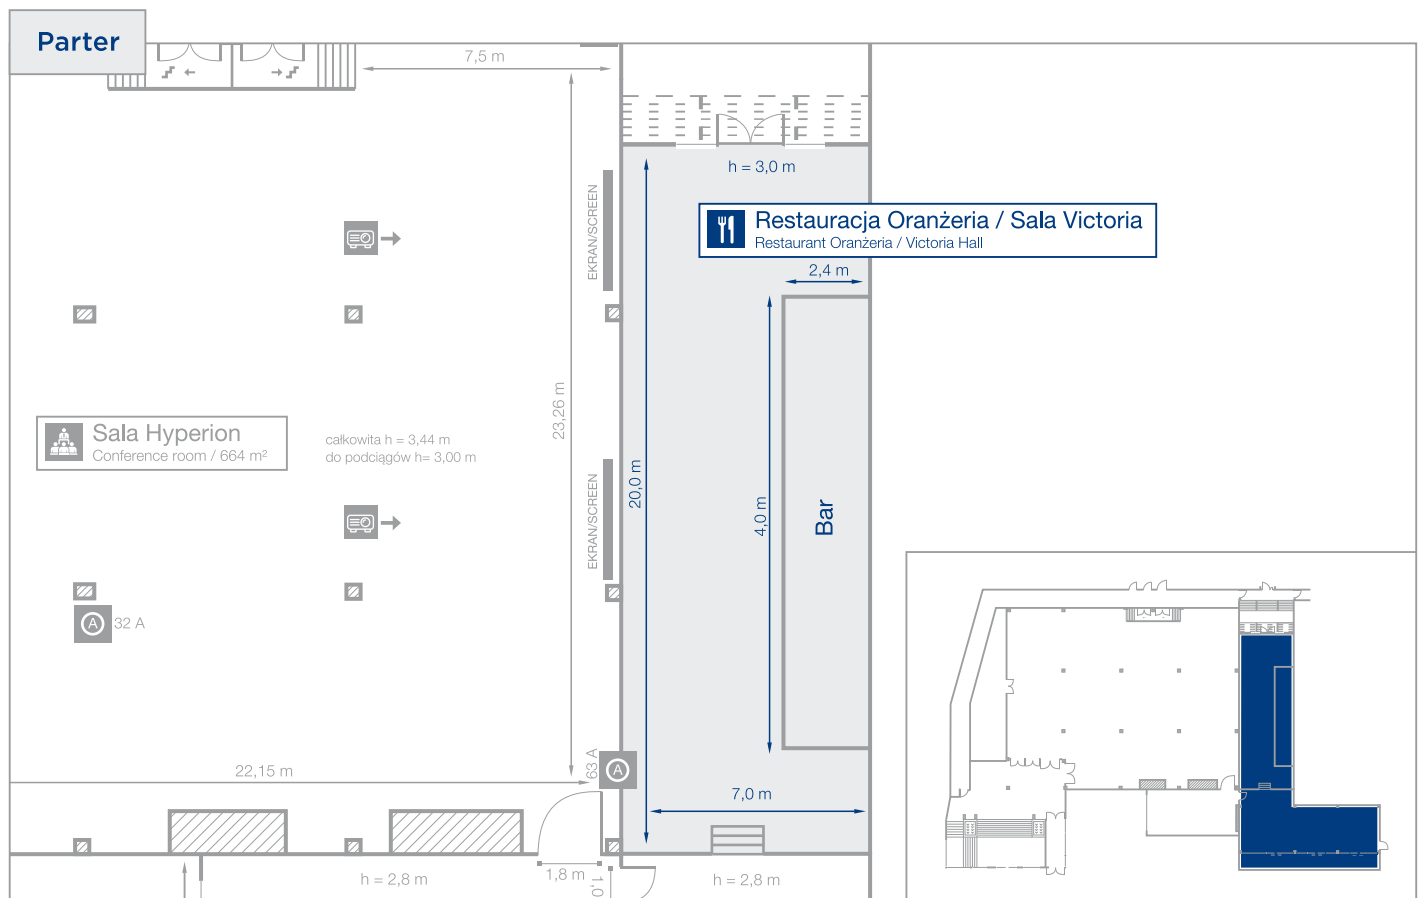 Parter
7,5 m
h = 3,0 m
EKRAN/SCREEN
Restauracja Oranżeria / Sala Victoria
Restaurant Oranżeria / Victoria Hall
2,4 m
23,26 m
Sala Hyperion
Conference room / 664 m²
całkowita h = 3,44 m
do podciągów h= 3,00 m
20,0 m
4,0 m
Bar
EKRAN/SCREEN
A
32 A
63 A
A
22,15 m
7,0 m
h = 2,8 m
1,8 m
1,0
h = 2,8 m